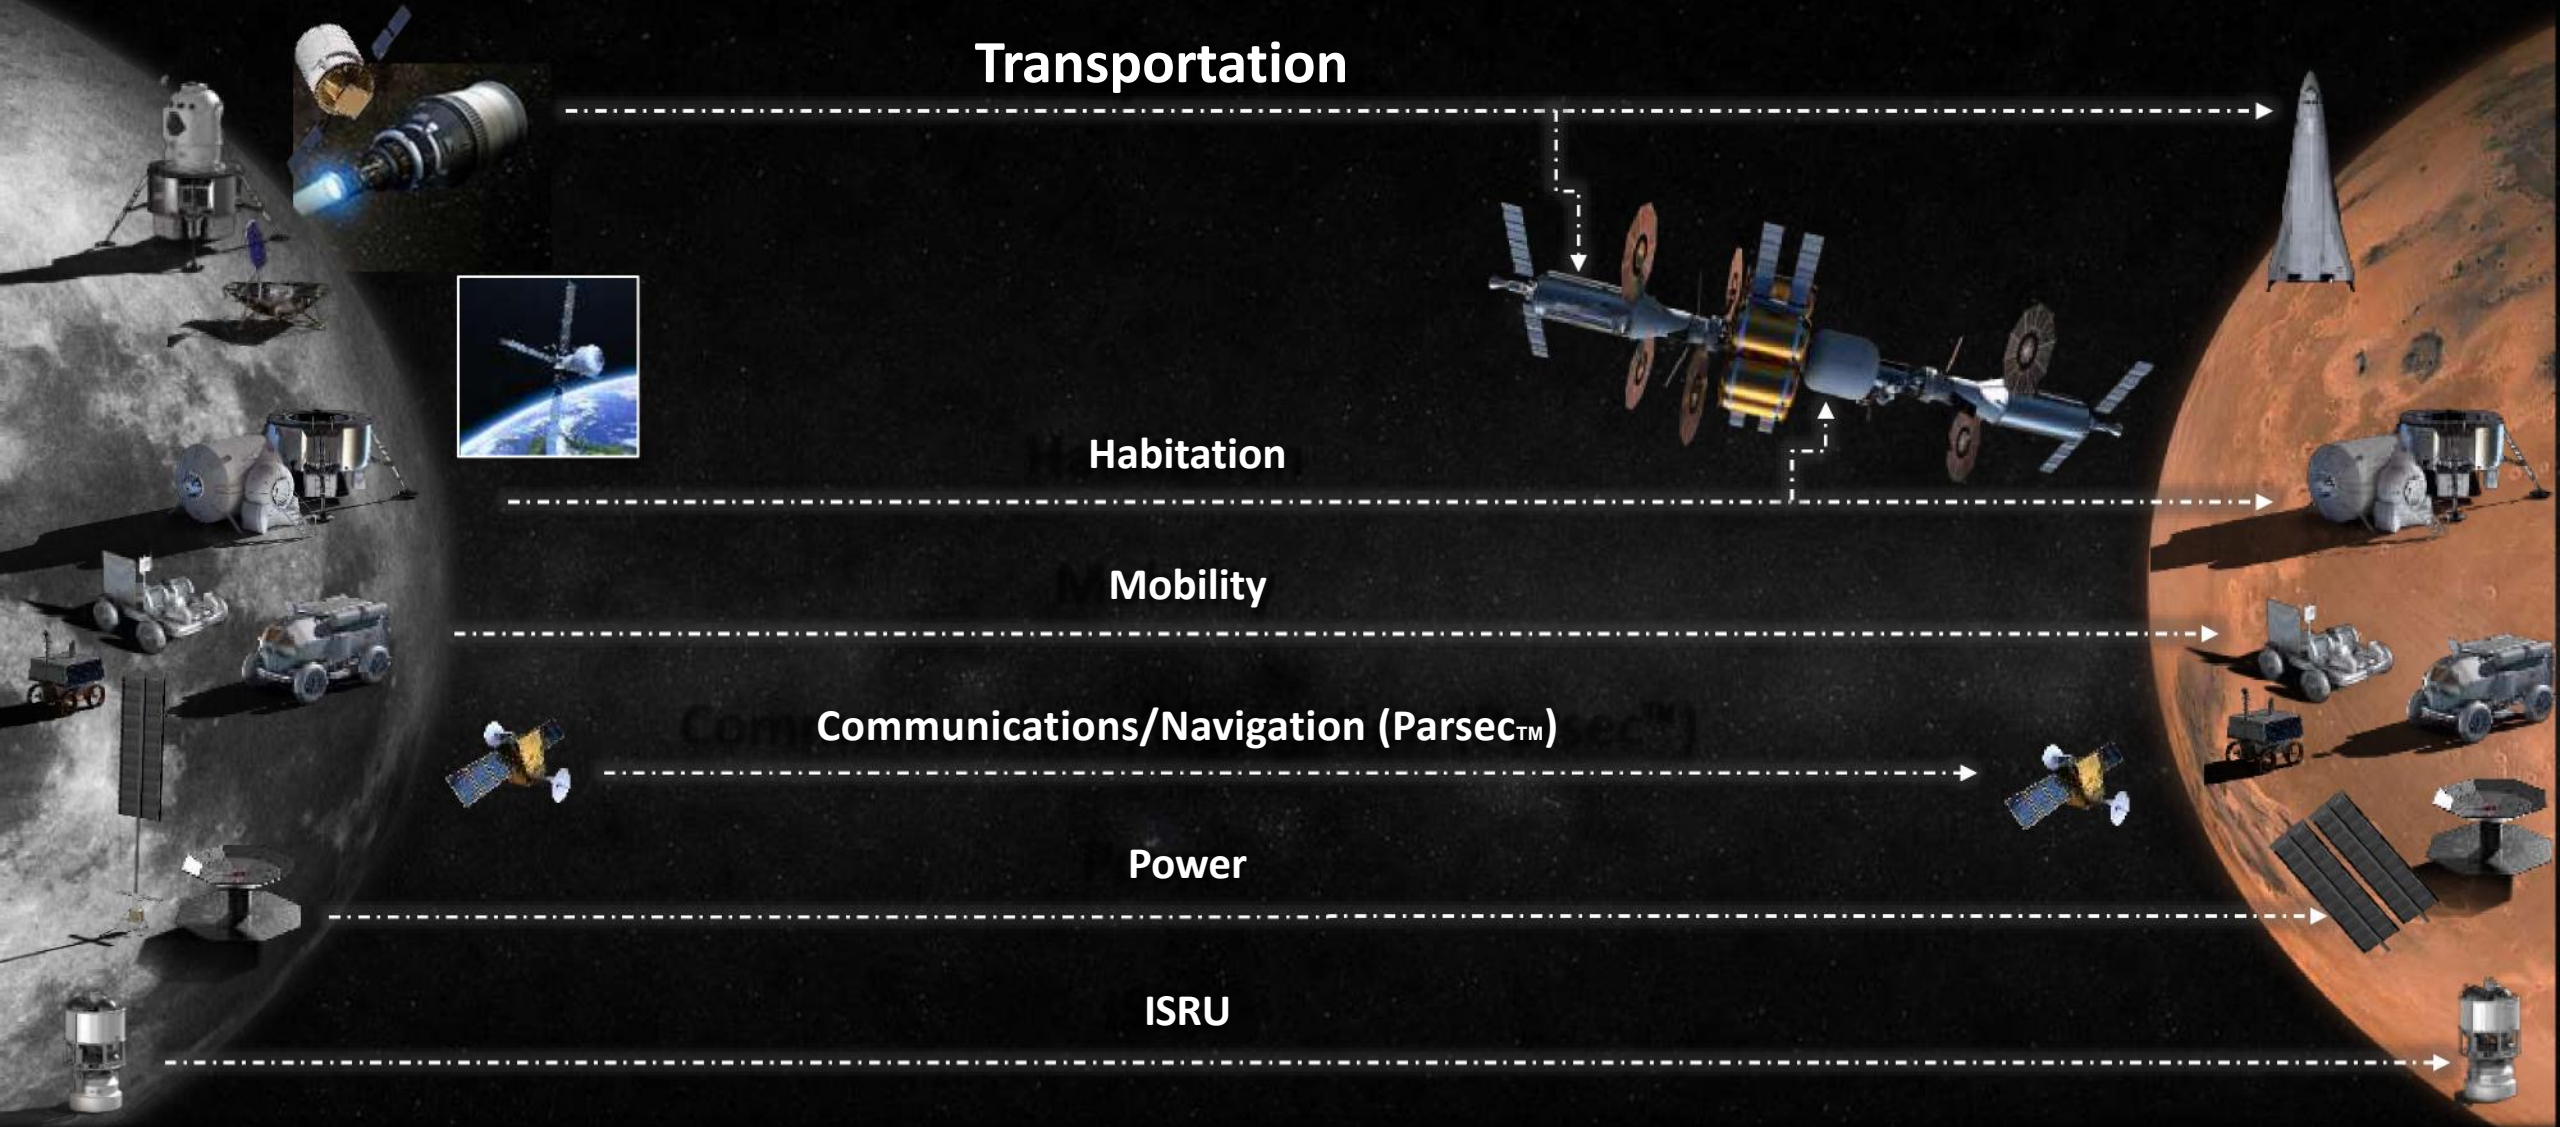 Transportation
Habitation
Mobility
Communications/Navigation (Parsec™)
Power
ISRU